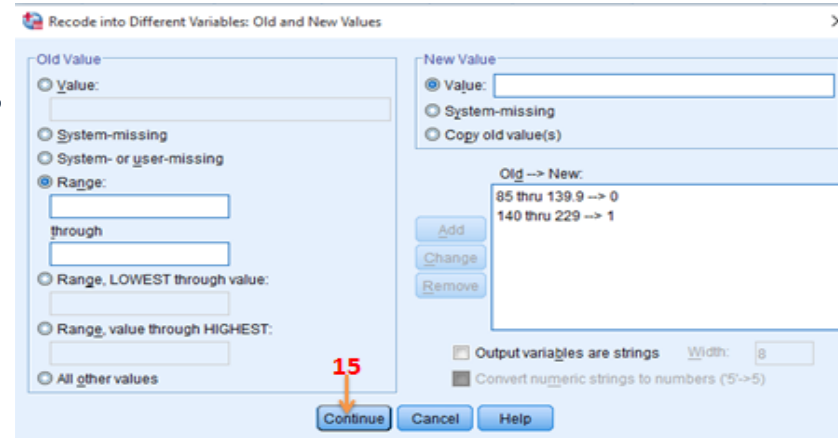 Recode into Different Variables: Old and New Values
Old Value
Value:
System-missing
System- or user-missing
Range:
through
Range, LOWEST through value:
Range, value through HIGHEST:
All other values
New Value
Value:
System-missing
Copy old value(s)
Old --> New:
85 thru 139.9 --> 0
140 thru 229 --> 1
Add
Change
Remove
Output variables are strings Width: 8
Convert numeric strings to numbers ('5'->5)
15
Continue Cancel Help